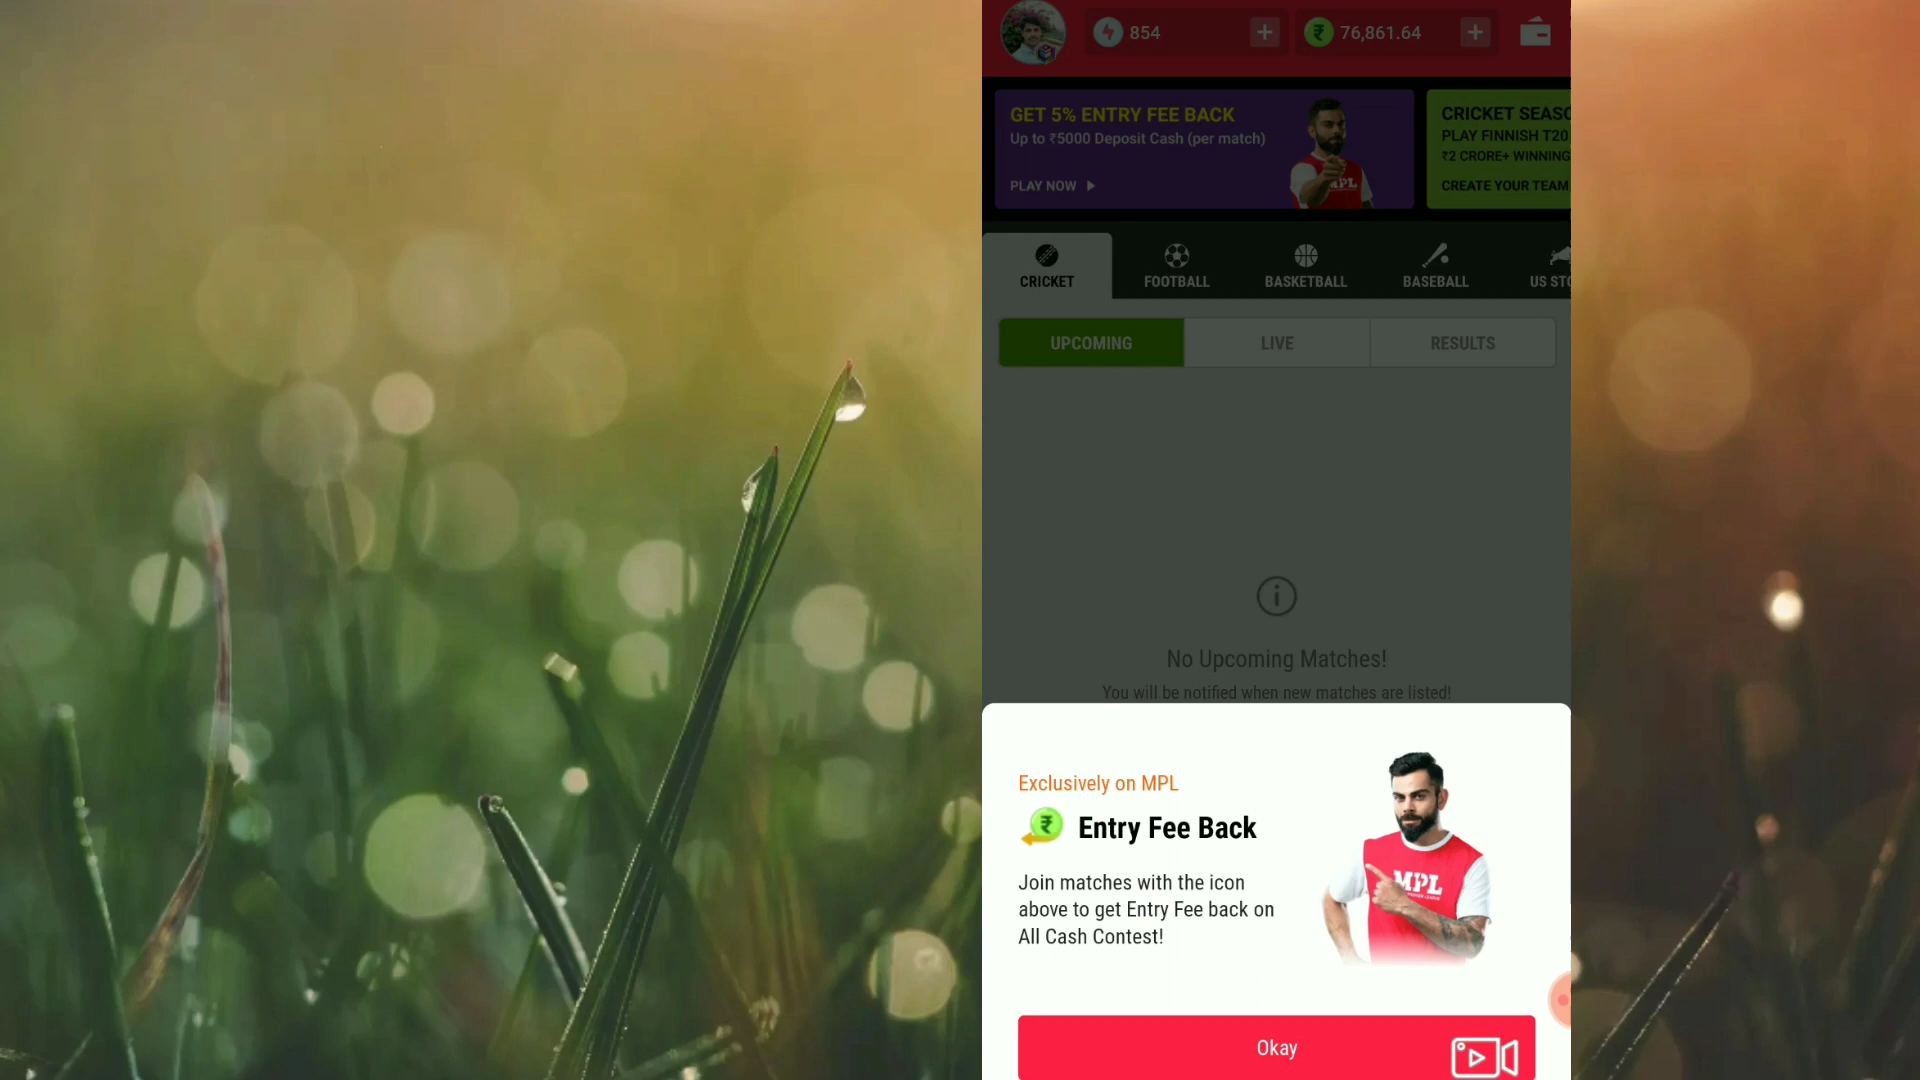 854
76,861.64
GET 5% ENTRY FEE BACK
Up to ₹5000 Deposit Cash (per match)
PLAY NOW
MPL
CRICKET SEAS
PLAY FINNISH T20
₹2 CRORE+ WINNING
CREATE YOUR TEAM
CRICKET
FOOTBALL
BASKETBALL
BASEBALL
US STO
UPCOMING
LIVE
RESULTS
No Upcoming Matches!
You will be notified when new matches are listed!
Exclusively on MPL
Entry Fee Back
Join matches with the icon
above to get Entry Fee back on
All Cash Contest!
MPL
Okay